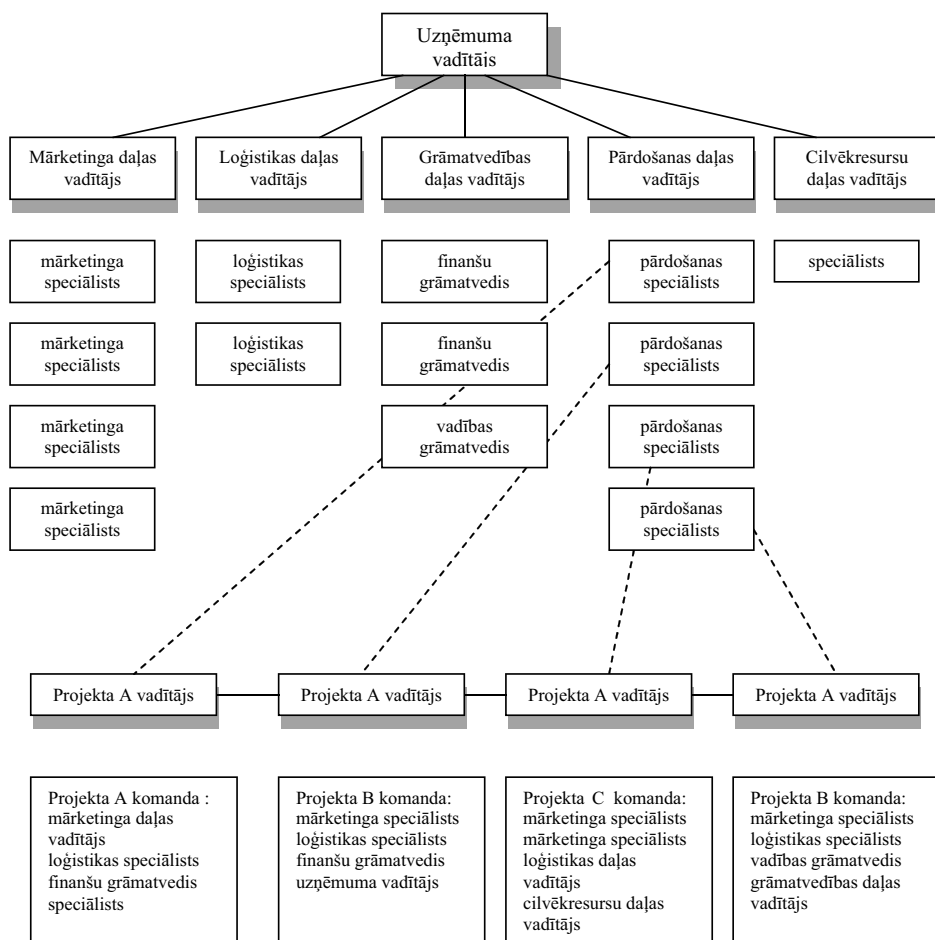 Uzņēmuma
vadītājs
Mārketinga daļas
vadītājs
Loģistikas daļas
vadītājs
Grāmatvedības
daļas vadītājs
Pārdošanas daļas
vadītājs
Cilvēkresursu
daļas vadītājs
mārketinga
speciālists
loģistikas
speciālists
finanšu
grāmatvedis
pārdošanas
speciālists
speciālists
mārketinga
speciālists
loģistikas
speciālists
finanšu
grāmatvedis
pārdošanas
speciālists
mārketinga
speciālists
vadības
grāmatvedis
pārdošanas
speciālists
mārketinga
speciālists
pārdošanas
speciālists
Projekta A vadītājs
Projekta A vadītājs
Projekta A vadītājs
Projekta A vadītājs
Projekta A komanda :
mārketinga daļas
vadītājs
loģistikas speciālists
finanšu grāmatvedis
speciālists
Projekta B komanda:
mārketinga speciālists
loģistikas speciālists
finanšu grāmatvedis
uzņēmuma vadītājs
Projekta C komanda:
mārketinga speciālists
mārketinga speciālists
loģistikas daļas
vadītājs
cilvēkresursu daļas
vadītājs
Projekta B komanda:
mārketinga speciālists
loģistikas speciālists
vadības grāmatvedis
grāmatvedības daļas
vadītājs